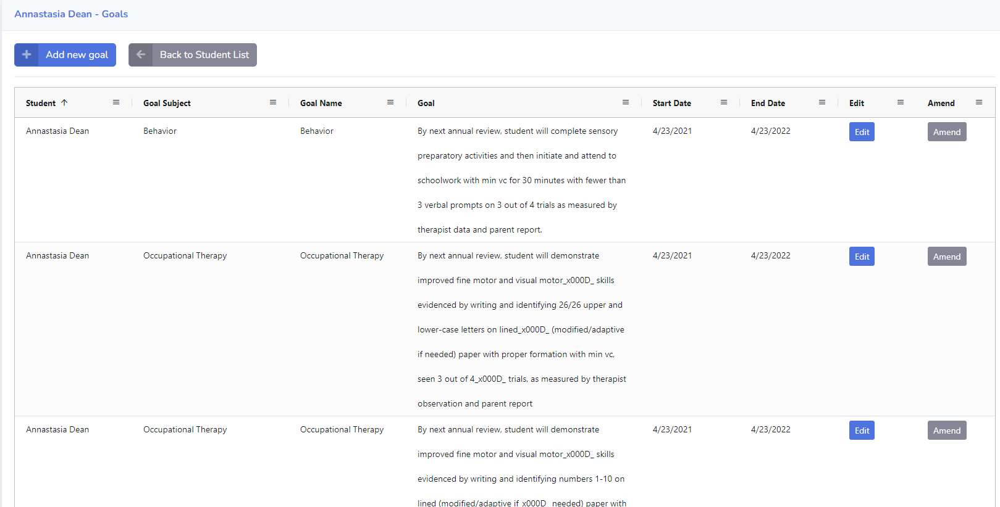 Annastasia Dean - Goals
Add new goal
Back to Student List
Student Goal Subject Goal Name Goal Start Date End Date Edit Amend
Annastasia Dean Behavior Behavior By next annual review, student will complete sensory 4/23/2021 4/23/2022 Edit Amend
preparatory activities and then initiate and attend to
schoolwork with min vc for 30 minutes with fewer than
3 verbal prompts on 3 out of 4 trials as measured by
therapist data and parent report.
Annastasia Dean Occupational Therapy Occupational Therapy By next annual review, student will demonstrate 4/23/2021 4/23/2022 Edit Amend
improved fine motor and visual motor_x000D_ skills
evidenced by writing and identifying 26/26 upper and
lower-case letters on lined_x000D_ (modified/adaptive
if needed) paper with proper formation with min vc,
seen 3 out of 4_x000D_ trials, as measured by therapist
observation and parent report
Annastasia Dean Occupational Therapy Occupational Therapy By next annual review, student will demonstrate 4/23/2021 4/23/2022 Edit Amend
improved fine motor and visual motor_x000D_ skills
evidenced by writing and identifying numbers 1-10 on
lined (modified/adaptive if_x000D_ needed) paper with